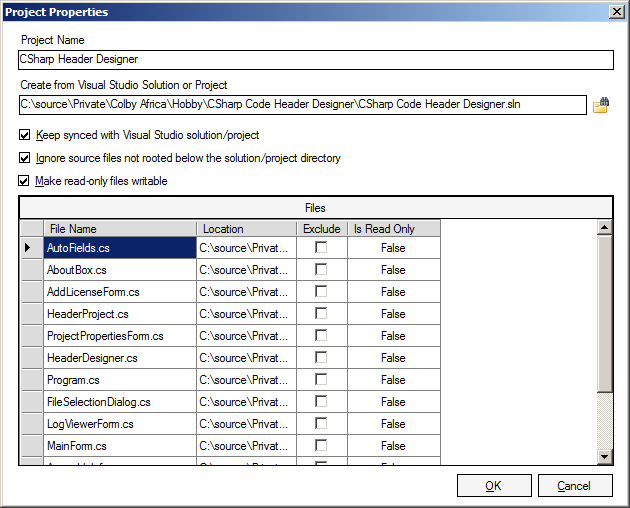 Project Properties
Project Name
CSharp Header Designer
Create from Visual Studio Solution or Project
C:\source\Private\Colby Africa\Hobby\CSharp Code Header Designer\CSharp Code Header Designer.sln
Keep synced with Visual Studio solution/project
Ignore source files not rooted below the solution/project directory
Make read-only files writable
Files
File Name Location Exclude Is Read Only
AutoFields.cs C:\source\Privat... False
AboutBox.cs C:\source\Privat... False
AddLicenseForm.cs C:\source\Privat... False
HeaderProject.cs C:\source\Privat... False
ProjectPropertiesForm.cs C:\source\Privat... False
HeaderDesigner.cs C:\source\Privat... False
Program.cs C:\source\Privat... False
FileSelectionDialog.cs C:\source\Privat... False
LogViewerForm.cs C:\source\Privat... False
MainForm.cs C:\source\Privat... False
OK Cancel